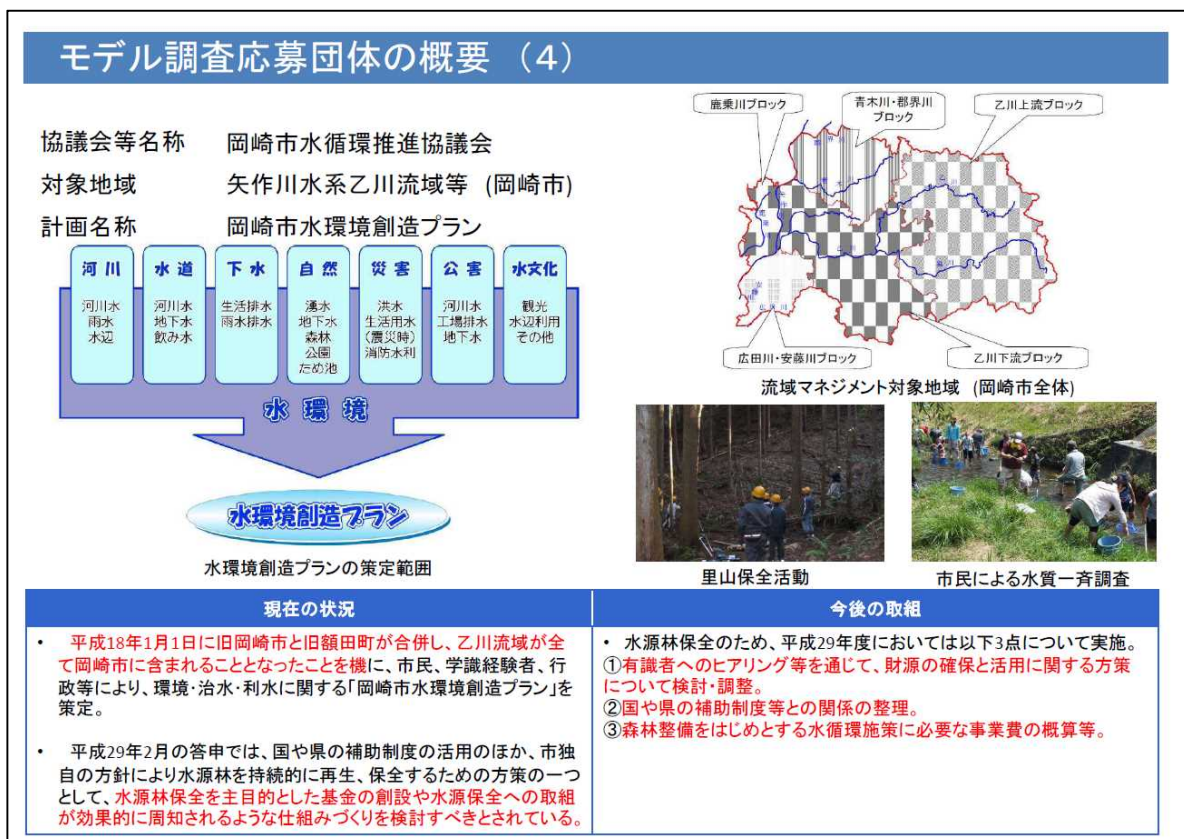 モデル調査応募団体の概要 （４）
協議会等名称 岡崎市水循環推進協議会
対象地域 矢作川水系乙川流域等 (岡崎市)
計画名称 岡崎市水環境創造プラン
河川
河川水
雨水
水辺
水道
河川水
地下水
飲み水
下水
生活排水
雨水排水
自然
湧水
地下水
森林
公園
ため池
災害
洪水
生活用水
(震災時)
消防水利
公害
河川水
工場排水
地下水
水文化
観光
水辺利用
その他
水環境
水環境創造プラン
水環境創造プランの策定範囲
鹿乗川ブロック
青木川・郡界川
ブロック
乙川上流ブロック
広田川・安藤川ブロック
乙川下流ブロック
流域マネジメント対象地域 (岡崎市全体)
里山保全活動
市民による水質一斉調査
現在の状況
・ 平成18年1月1日に旧岡崎市と旧額田町が合併し、乙川流域が全
て岡崎市に含まれることとなったことを機に、市民、学識経験者、行
政等により、環境・治水・利水に関する「岡崎市水環境創造プラン」を
策定。
・ 平成29年2月の答申では、国や県の補助制度の活用のほか、市独
自の方針により水源林を持続的に再生、保全するための方策の一つ
として、水源林保全を主目的とした基金の創設や水源保全への取組
が効果的に周知されるような仕組みづくりを検討すべきとされている。
今後の取組
・ 水源林保全のため、平成29年度においては以下3点について実施。
①有識者へのヒアリング等を通じて、財源の確保と活用に関する方策
について検討・調整。
②国や県の補助制度等との関係の整理。
③森林整備をはじめとする水循環施策に必要な事業費の概算等。